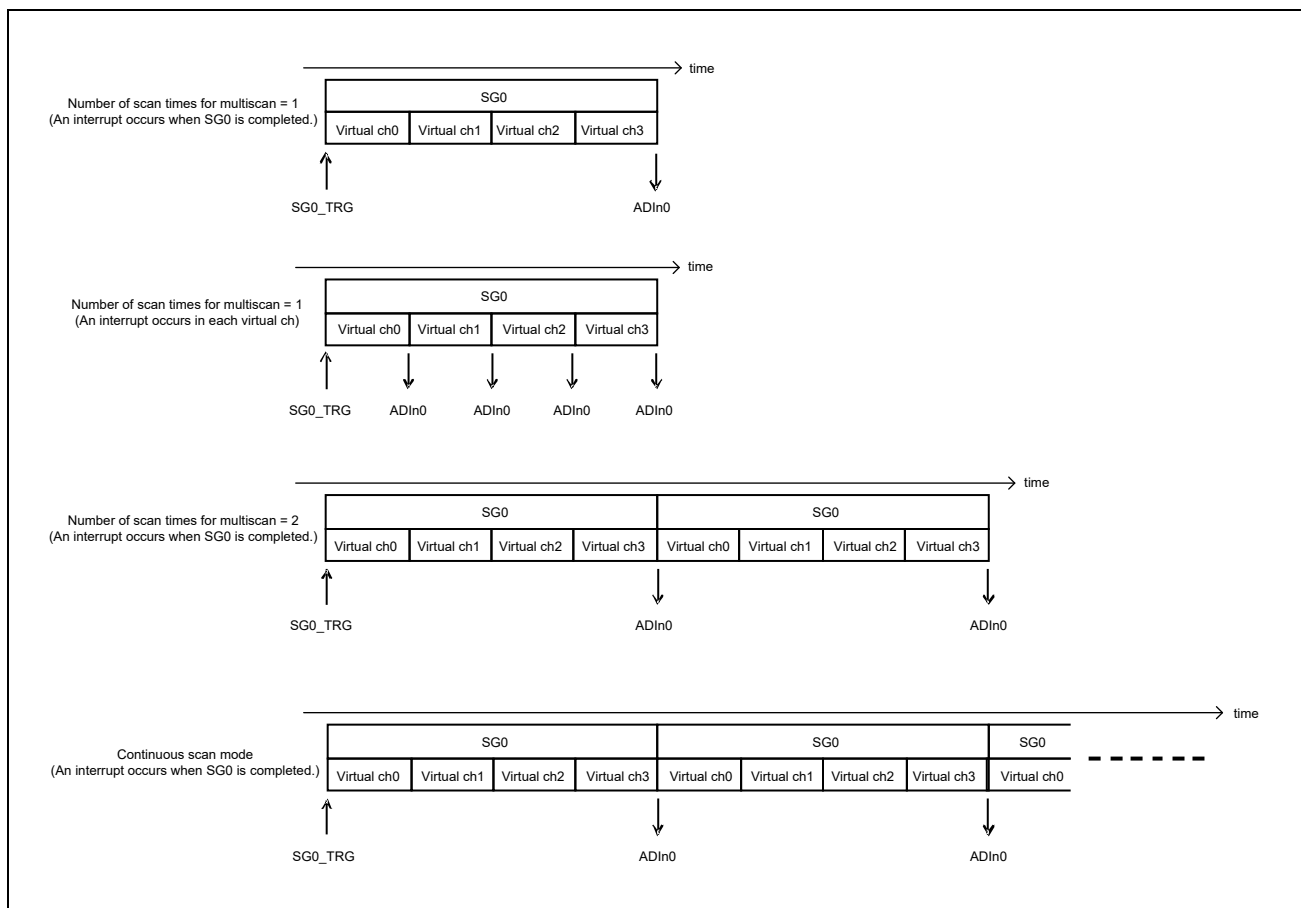 time
Number of scan times for multiscan = 1
(An interrupt occurs when SG0 is completed.)
SG0
Virtual ch0 Virtual ch1 Virtual ch2 Virtual ch3
SG0_TRG ADIn0
time
Number of scan times for multiscan = 1
(An interrupt occurs in each virtual ch)
SG0
Virtual ch0 Virtual ch1 Virtual ch2 Virtual ch3
SG0_TRG ADIn0 ADIn0 ADIn0 ADIn0
time
Number of scan times for multiscan = 2
(An interrupt occurs when SG0 is completed.)
SG0 SG0
Virtual ch0 Virtual ch1 Virtual ch2 Virtual ch3 Virtual ch0 Virtual ch1 Virtual ch2 Virtual ch3
SG0_TRG ADIn0 ADIn0
time
Continuous scan mode
(An interrupt occurs when SG0 is completed.)
SG0 SG0 SG0
Virtual ch0 Virtual ch1 Virtual ch2 Virtual ch3 Virtual ch0 Virtual ch1 Virtual ch2 Virtual ch3 Virtual ch0
SG0_TRG ADIn0 ADIn0